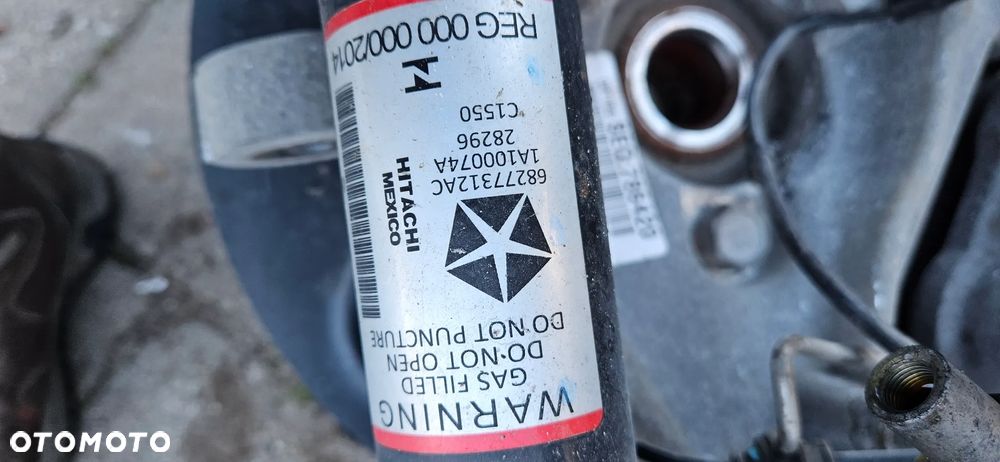 WARNING
GAS FILLED
DO NOT OPEN
DO NOT PUNCTURE
HITACHI
MEXICO
68277312AC
1A100074A
28296
C1550
REG 000 000/2014
OTOMOTO